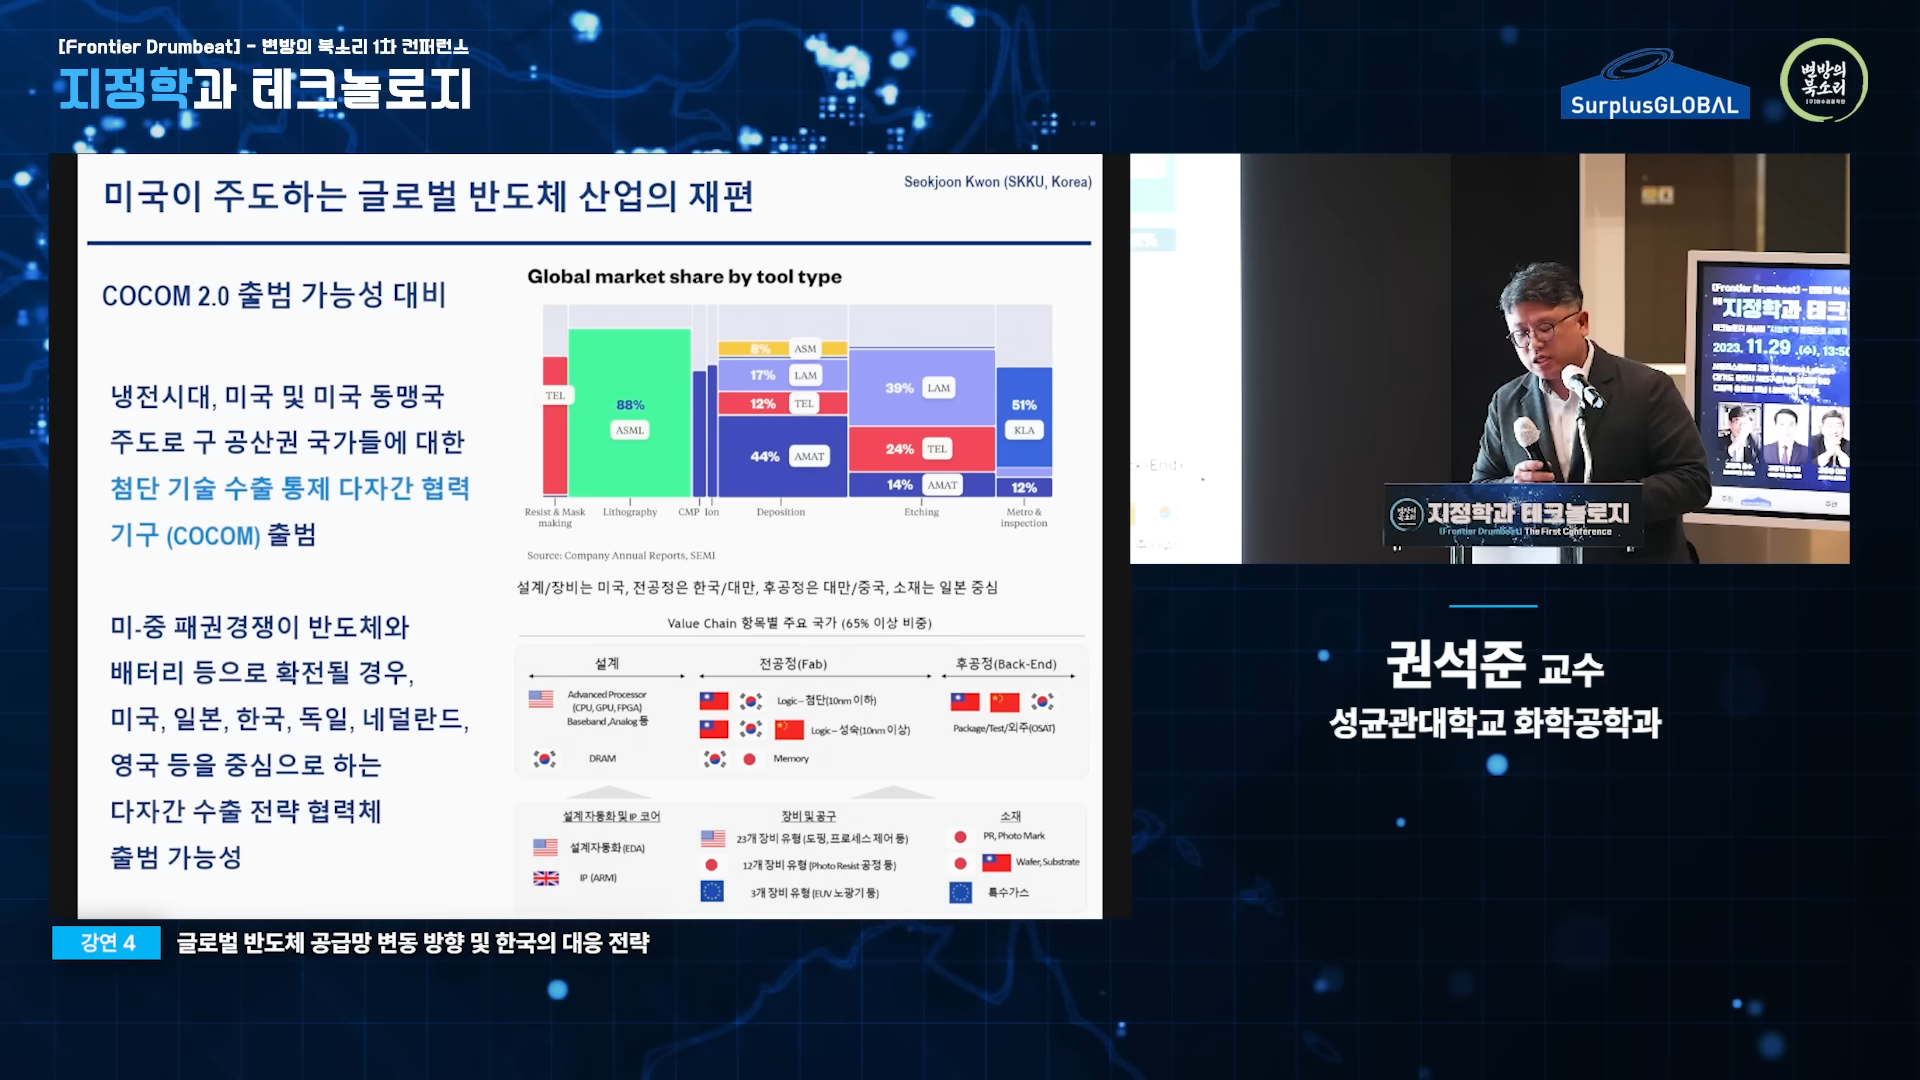 [Frontier Drumbeat] - 변방의 북소리 1차 컨퍼런스
지정학과 테크놀로지
SurplusGLOBAL
변방의
북소리
미국이 주도하는 글로벌 반도체 산업의 재편
Seokjoon Kwon (SKKU, Korea)
COCOM 2.0 출범 가능성 대비
냉전시대, 미국 및 미국 동맹국
주도로 구 공산권 국가들에 대한
첨단 기술 수출 통제 다자간 협력
기구 (COCOM) 출범
미-중 패권경쟁이 반도체와
배터리 등으로 확전될 경우,
미국, 일본, 한국, 독일, 네덜란드,
영국 등을 중심으로 하는
다자간 수출 전략 협력체
출범 가능성
Global market share by tool type
TEL
88%
ASML
8% ASM
17% LAM
12% TEL
44% AMAT
39% LAM
24% TEL
14% AMAT
51%
KLA
12%
Resist & Mask making
Lithography
CMP
Ion
Deposition
Etching
Metro & inspection
Source: Company Annual Reports, SEMI
설계/장비는 미국, 전공정은 한국/대만, 후공정은 대만/중국, 소재는 일본 중심
Value Chain 항목별 주요 국가 (65% 이상 비중)
설계
전공정(Fab)
후공정(Back-End)
Advanced Processor
(CPU, GPU, FPGA)
Baseband ,Analog 등
DRAM
Logic – 첨단(10nm 이하)
Logic – 성숙(10nm 이상)
Memory
Package/Test/외주(OSAT)
설계 자동화 및 IP 코어
설계자동화 (EDA)
IP (ARM)
장비 및 공구
23개 장비 유형 (도핑, 프로세스 제어 등)
12개 장비 유형 (Photo Resist 공정 등)
3개 장비 유형 (EUV 노광기 등)
소재
PR, Photo Mark
Wafer, Substrate
특수가스
[Frontier Drumbeat] - 변방의 북소
"지정학과 테크
2023. 11.29 .(수), 13:50
지정학과 테크놀로지
[Frontier Drumbeat] The First Conference
권석준 교수
성균관대학교 화학공학과
강연 4
글로벌 반도체 공급망 변동 방향 및 한국의 대응 전략